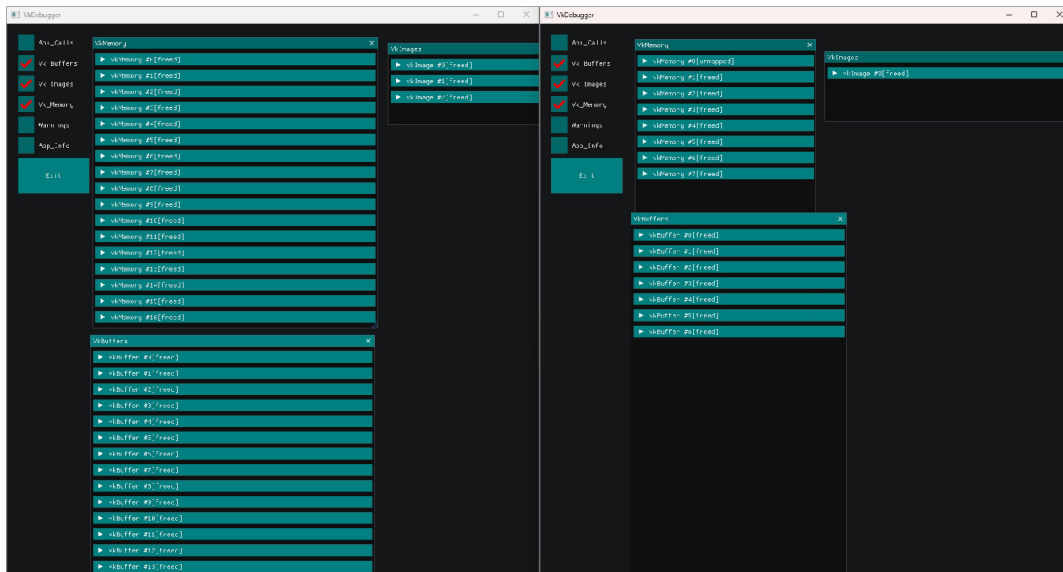 VkDebugger
Api_Calls
Vk_Buffers
Vk_Images
Vk_Memory
Warnings
App_Info
Exit
VkMemory
vkMemory #0[freed]
vkMemory #1[freed]
vkMemory #2[freed]
vkMemory #3[freed]
vkMemory #4[freed]
vkMemory #5[freed]
vkMemory #6[freed]
vkMemory #7[freed]
vkMemory #8[freed]
vkMemory #9[freed]
vkMemory #10[freed]
vkMemory #11[freed]
vkMemory #12[freed]
vkMemory #13[freed]
vkMemory #14[freed]
vkMemory #15[freed]
vkMemory #16[freed]
VkImages
vkImage #0[freed]
vkImage #1[freed]
vkImage #2[freed]
VkBuffers
vkBuffer #0[freed]
vkBuffer #1[freed]
vkBuffer #2[freed]
vkBuffer #3[freed]
vkBuffer #4[freed]
vkBuffer #5[freed]
vkBuffer #6[freed]
vkBuffer #7[freed]
vkBuffer #8[freed]
vkBuffer #9[freed]
vkBuffer #10[freed]
vkBuffer #11[freed]
vkBuffer #12[freed]
vkBuffer #13[freed]
VkDebugger
Api_Calls
Vk_Buffers
Vk_Images
Vk_Memory
Warnings
App_Info
Exit
VkMemory
vkMemory #0[unmapped]
vkMemory #1[freed]
vkMemory #2[freed]
vkMemory #3[freed]
vkMemory #4[freed]
vkMemory #5[freed]
vkMemory #6[freed]
vkMemory #7[freed]
VkImages
vkImage #0[freed]
VkBuffers
vkBuffer #0[freed]
vkBuffer #1[freed]
vkBuffer #2[freed]
vkBuffer #3[freed]
vkBuffer #4[freed]
vkBuffer #5[freed]
vkBuffer #6[freed]